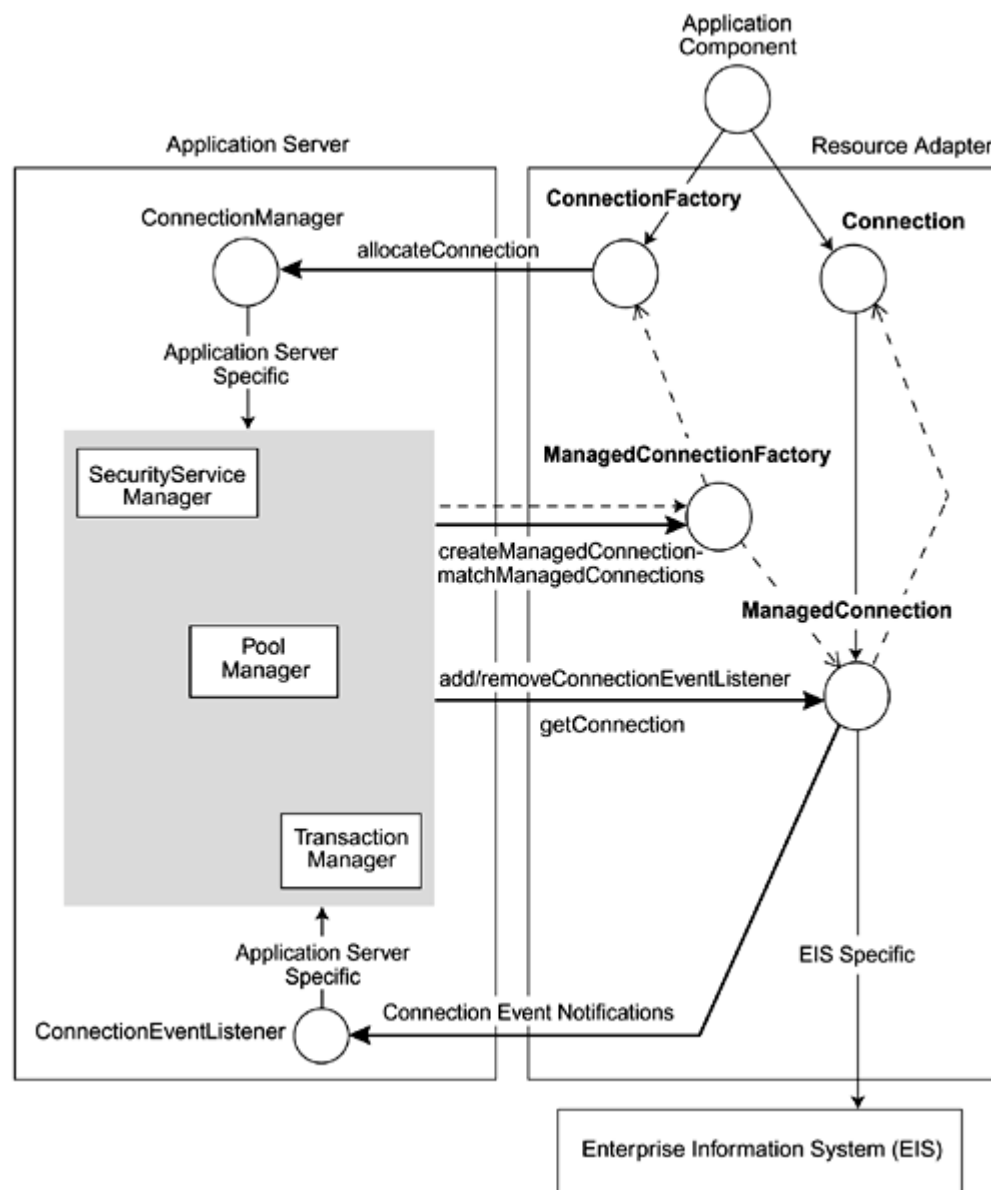 Application
Component
Application Server
Resource Adapter
ConnectionFactory
ConnectionManager
Connection
allocateConnection
Application Server
Specific
SecurityService
Manager
ManagedConnectionFactory
createManagedConnection-
matchManagedConnections
ManagedConnection
Pool
Manager
add/removeConnectionEventListener
getConnection
Transaction
Manager
Application Server
Specific
EIS Specific
Connection Event Notifications
ConnectionEventListener
Enterprise Information System (EIS)